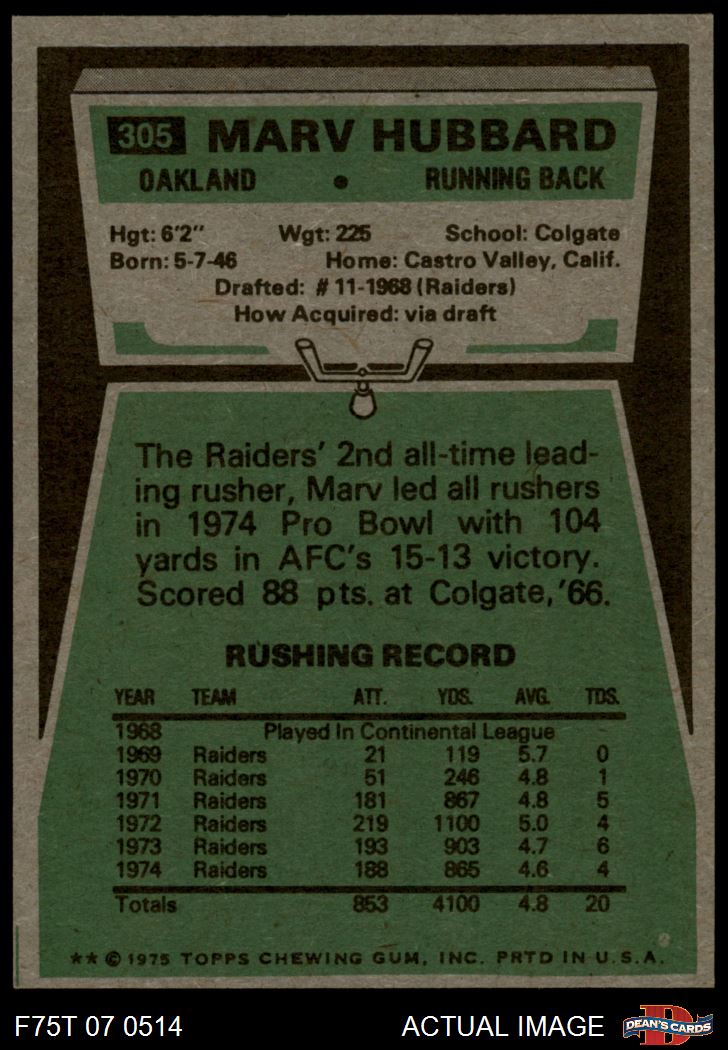 305 MARV HUBBARD
OAKLAND • RUNNING BACK
Hgt: 6'2" Wgt: 225 School: Colgate
Born: 5-7-46 Home: Castro Valley, Calif.
Drafted: #11-1968 (Raiders)
How Acquired: via draft
The Raiders' 2nd all-time lead-
ing rusher, Marv led all rushers
in 1974 Pro Bowl with 104
yards in AFC's 15-13 victory.
Scored 88 pts. at Colgate, '66.
RUSHING RECORD
YEAR TEAM ATT. YDS. AVG. TDS.
1968 Played In Continental League
1969 Raiders 21 119 5.7 0
1970 Raiders 51 246 4.8 1
1971 Raiders 181 867 4.8 5
1972 Raiders 219 1100 5.0 4
1973 Raiders 193 903 4.7 6
1974 Raiders 188 865 4.6 4
Totals 853 4100 4.8 20
** © 1975 TOPPS CHEWING GUM, INC. PRTD IN U.S.A.
F75T 07 0514 ACTUAL IMAGE D DEAN'S CARDS